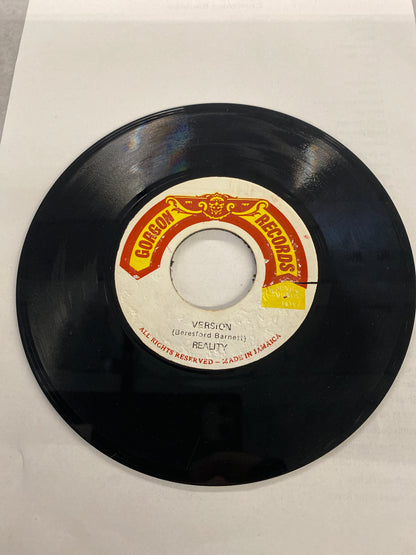 GORGON RECORDS
VERSION
(Beresford Barnett)
REALITY
ALL RIGHTS RESERVED – MADE IN JAMAICA